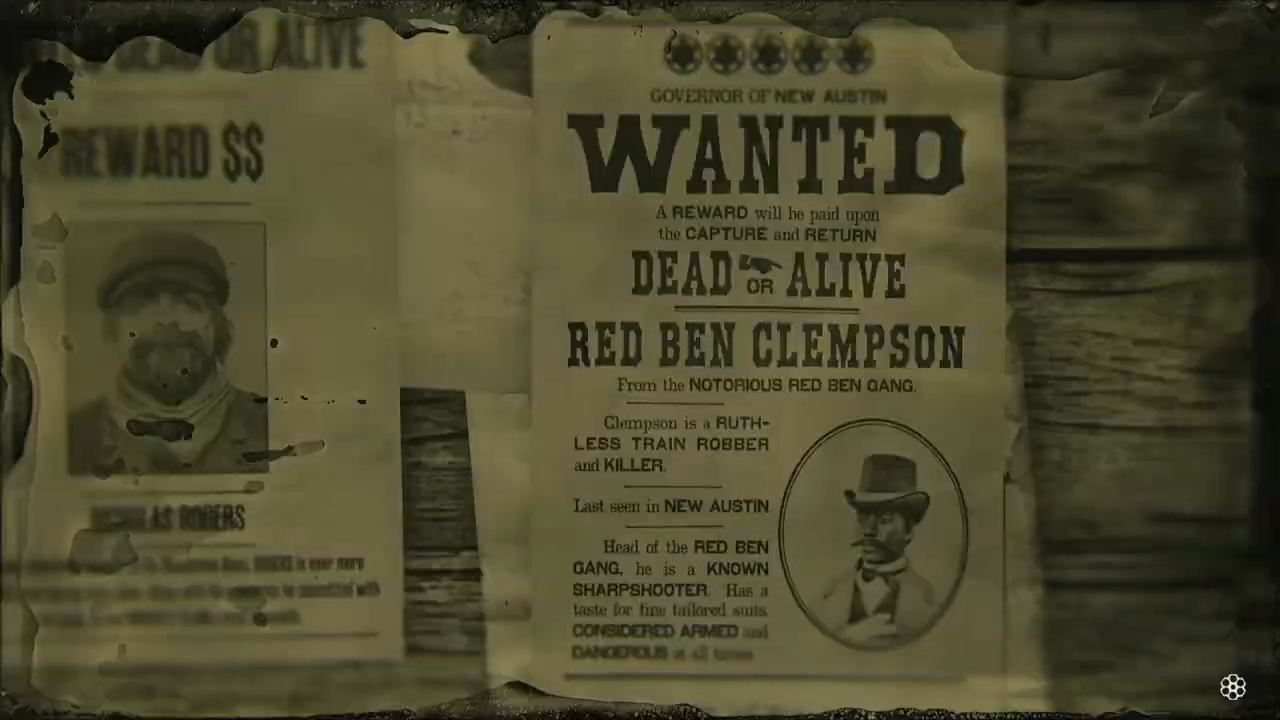 DEAD OR ALIVE
REWARD $$
ROGERS
GOVERNOR OF NEW AUSTIN
WANTED
A REWARD will be paid upon
the CAPTURE and RETURN
DEAD OR ALIVE
RED BEN CLEMPSON
From the NOTORIOUS RED BEN GANG.
Clempson is a RUTH-
LESS TRAIN ROBBER
and KILLER.
Last seen in NEW AUSTIN
Head of the RED BEN
GANG, he is a KNOWN
SHARPSHOOTER. Has a
taste for fine tailored suits.
CONSIDERED ARMED and
DANGEROUS at all times